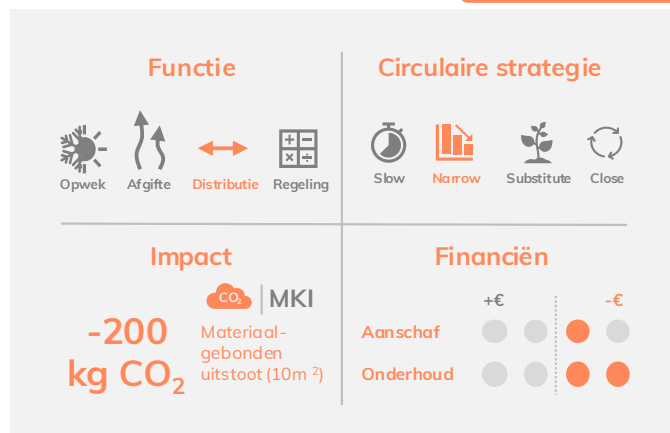 Functie
Opwek Afgifte Distributie Regeling
Circulaire strategie
Slow Narrow Substitute Close
Impact
-200
kg CO₂
CO₂ MKI
Materiaal-
gebonden
uitstoot (10m ²)
Financiën
+€ -€
Aanschaf
Onderhoud